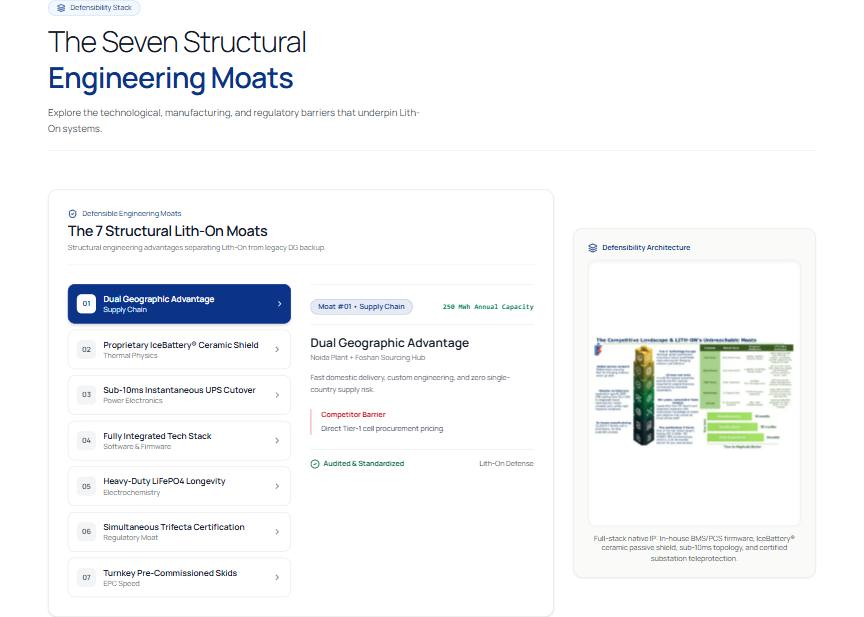 Defensibility Stack
The Seven Structural
Engineering Moats
Explore the technological, manufacturing, and regulatory barriers that underpin Lith-
On systems.
Defensible Engineering Moats
The 7 Structural Lith-On Moats
Structural engineering advantages separating Lith-On from legacy DG backup.
01
Dual Geographic Advantage
Supply Chain
02
Proprietary IceBattery® Ceramic Shield
Thermal Physics
03
Sub-10ms Instantaneous UPS Cutover
Power Electronics
04
Fully Integrated Tech Stack
Software & Firmware
05
Heavy-Duty LiFePO4 Longevity
Electrochemistry
06
Simultaneous Trifecta Certification
Regulatory Moat
07
Turnkey Pre-Commissioned Skids
EPC Speed
Moat #01 • Supply Chain
250 MWh Annual Capacity
Dual Geographic Advantage
Noida Plant + Foshan Sourcing Hub
Fast domestic delivery, custom engineering, and zero single-
country supply risk.
Competitor Barrier
Direct Tier-1 cell procurement pricing.
Audited & Standardized
Lith-On Defense
Defensibility Architecture
The Competitive Landscape & LITH-ON's Unreachable Moats
Full-stack native IP: In-house BMS/PCS firmware, IceBattery®
ceramic passive shield, sub-10ms topology, and certified
substation teleprotection.